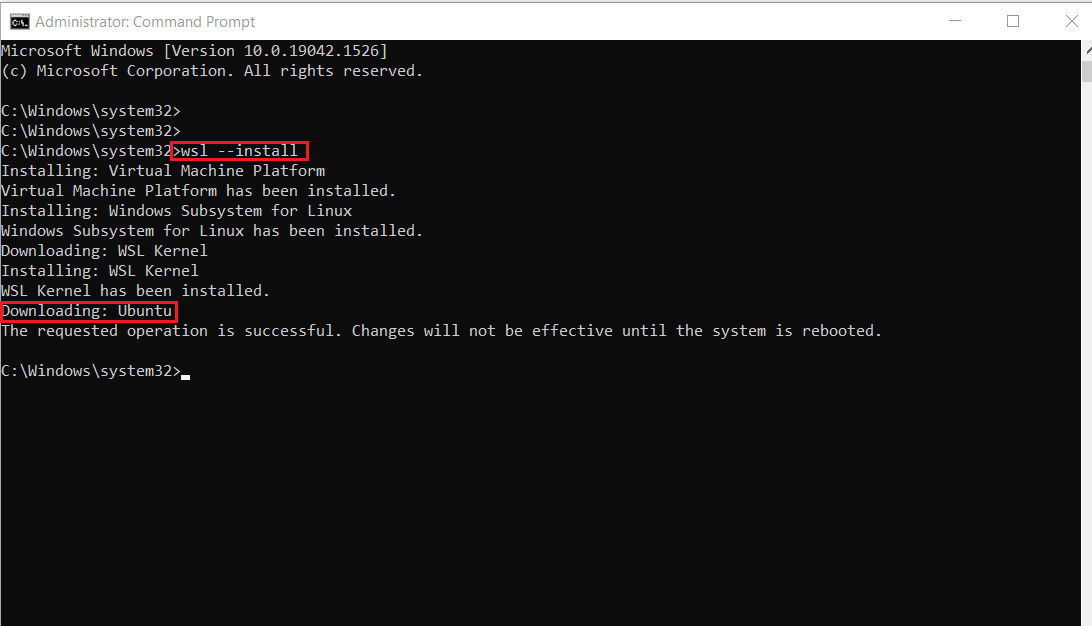 Administrator: Command Prompt
Microsoft Windows [Version 10.0.19042.1526]
(c) Microsoft Corporation. All rights reserved.
C:\Windows\system32>
C:\Windows\system32>
C:\Windows\system32>wsl --install
Installing: Virtual Machine Platform
Virtual Machine Platform has been installed.
Installing: Windows Subsystem for Linux
Windows Subsystem for Linux has been installed.
Downloading: WSL Kernel
Installing: WSL Kernel
WSL Kernel has been installed.
Downloading: Ubuntu
The requested operation is successful. Changes will not be effective until the system is rebooted.
C:\Windows\system32>